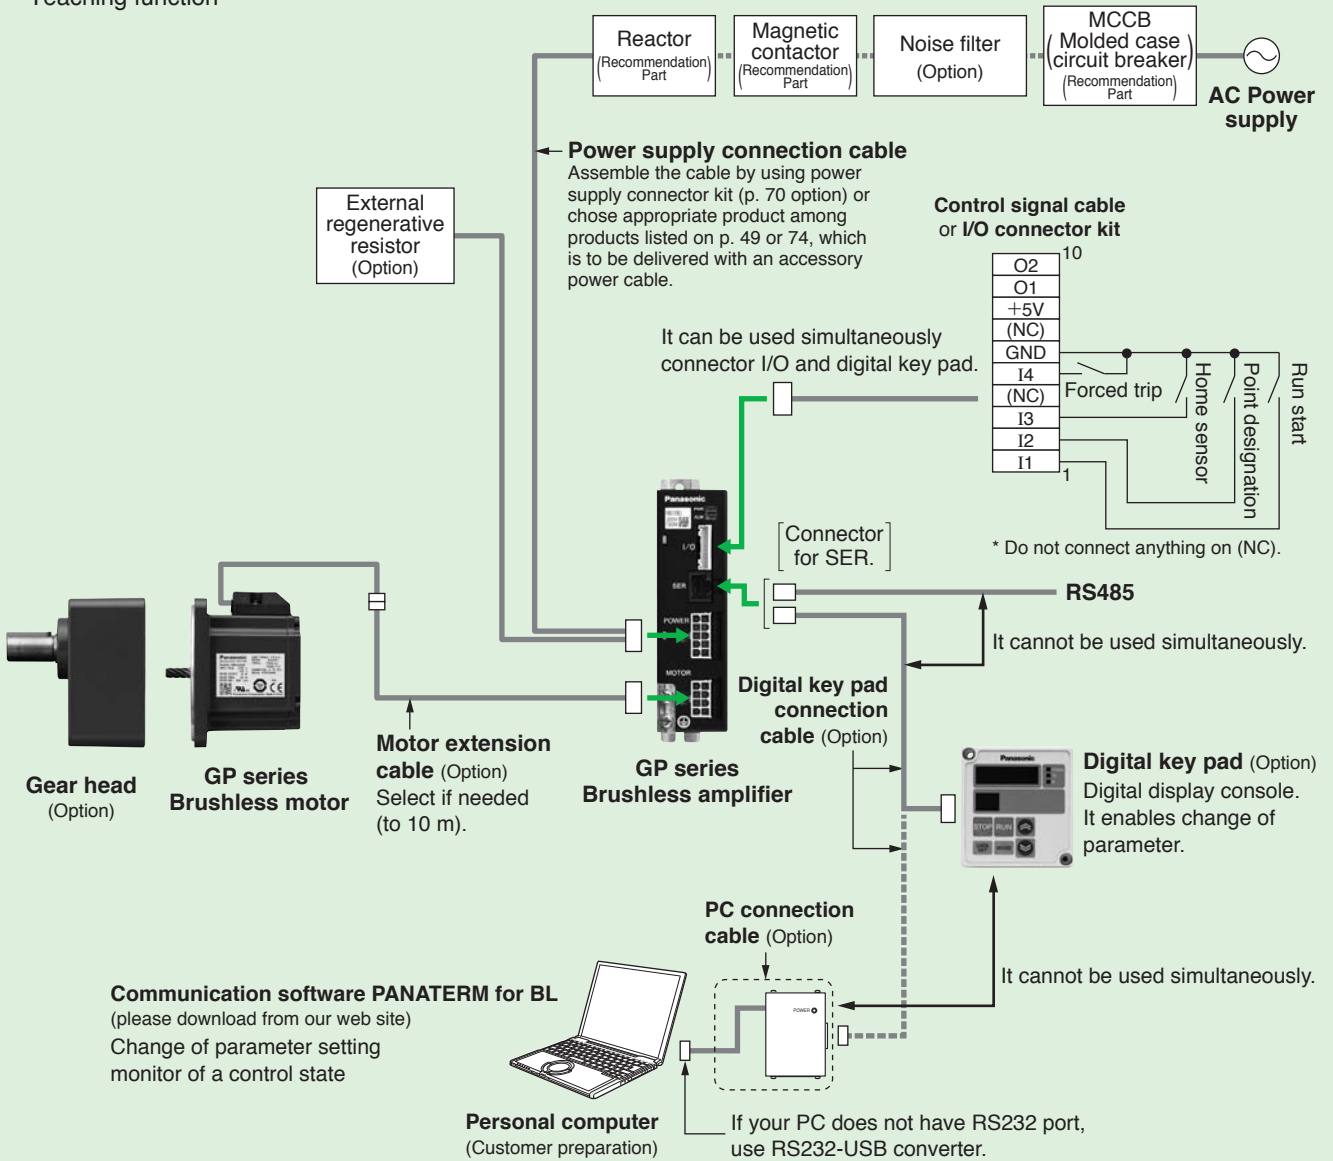 Teaching function
Reactor
(Recommendation
Part)
Magnetic
contactor
(Recommendation
Part)
Noise filter
(Option)
MCCB
(Molded case
circuit breaker)
(Recommendation
Part)
AC Power
supply
Power supply connection cable
Assemble the cable by using power
supply connector kit (p. 70 option) or
chose appropriate product among
products listed on p. 49 or 74, which
is to be delivered with an accessory
power cable.
External
regenerative
resistor
(Option)
Control signal cable
or I/O connector kit
10
O2
O1
+5V
(NC)
GND
I4
(NC)
I3
I2
I1
1
Forced trip
Home sensor
Point designation
Run start
* Do not connect anything on (NC).
It can be used simultaneously
connector I/O and digital key pad.
Panasonic
I/O
SER
POWER
MOTOR
[Connector
for SER.]
RS485
It cannot be used simultaneously.
Gear head
(Option)
Panasonic
GP series
Brushless motor
Motor extension
cable (Option)
Select if needed
(to 10 m).
GP series
Brushless amplifier
Digital key pad
connection
cable (Option)
Panasonic
STOP RUN
Digital key pad (Option)
Digital display console.
It enables change of
parameter.
PC connection
cable (Option)
POWER
It cannot be used simultaneously.
Communication software PANATERM for BL
(please download from our web site)
Change of parameter setting
monitor of a control state
Personal computer
(Customer preparation)
If your PC does not have RS232 port,
use RS232-USB converter.